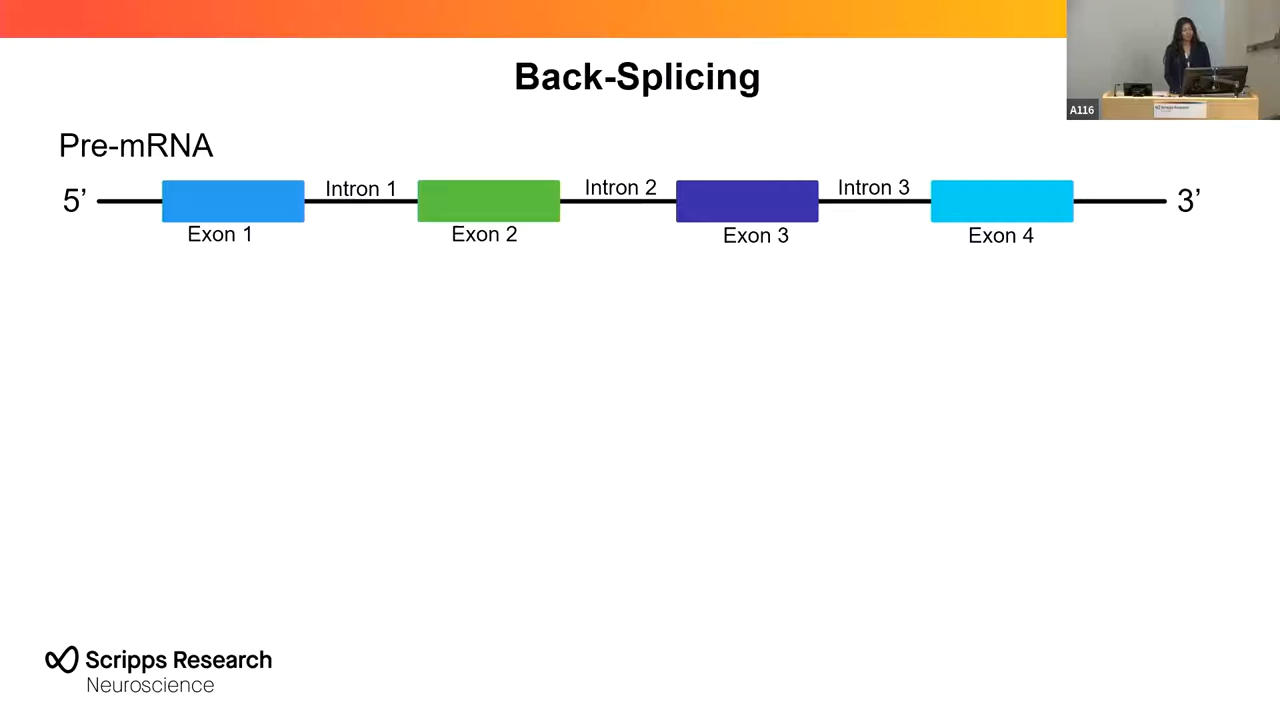 Back-Splicing
A116
Pre-mRNA
5’
Intron 1
Intron 2
Intron 3
3’
Exon 1
Exon 2
Exon 3
Exon 4
Scripps Research
Neuroscience